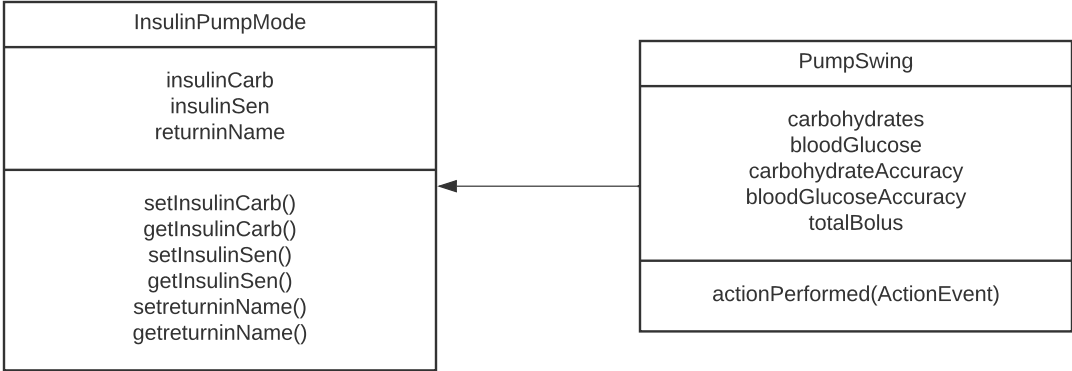 InsulinPumpMode
insulinCarb
insulinSen
returninName
setInsulinCarb()
getInsulinCarb()
setInsulinSen()
getInsulinSen()
setreturninName()
getreturninName()
PumpSwing
carbohydrates
bloodGlucose
carbohydrateAccuracy
bloodGlucoseAccuracy
totalBolus
actionPerformed(ActionEvent)